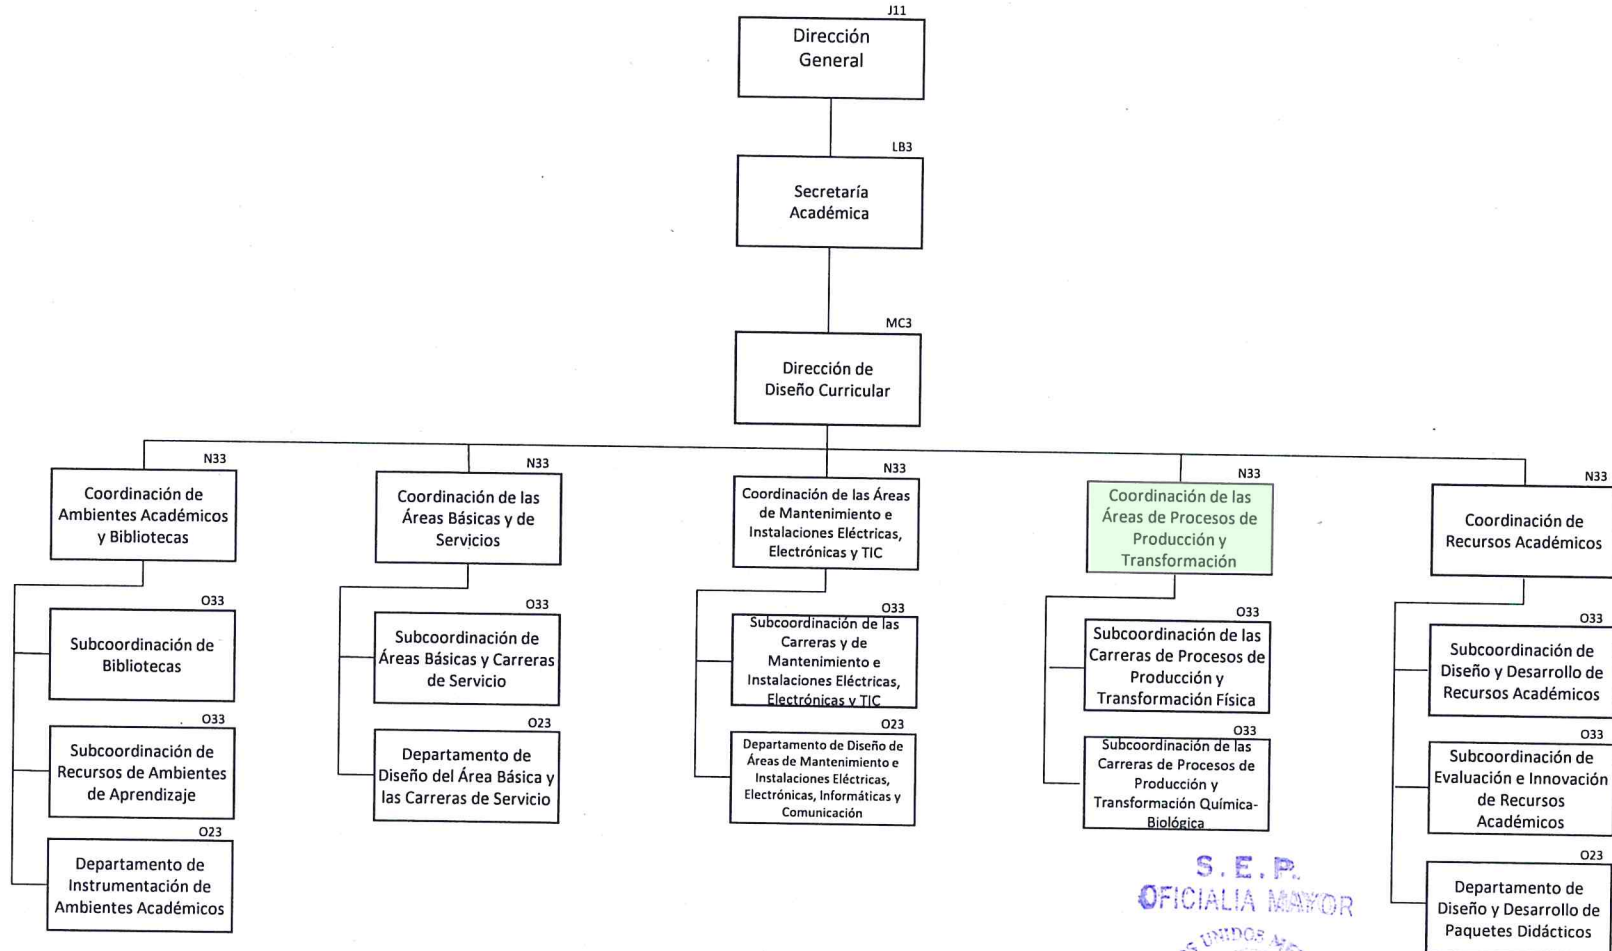 J11
Dirección
General
LB3
Secretaría
Académica
MC3
Dirección de
Diseño Curricular
N33
Coordinación de
Ambientes Académicos
y Bibliotecas
O33
Subcoordinación de
Bibliotecas
O33
Subcoordinación de
Recursos de Ambientes
de Aprendizaje
O23
Departamento de
Instrumentación de
Ambientes Académicos
N33
Coordinación de las
Áreas Básicas y de
Servicios
O33
Subcoordinación de
Áreas Básicas y Carreras
de Servicio
O23
Departamento de
Diseño del Área Básica y
las Carreras de Servicio
N33
Coordinación de las Áreas
de Mantenimiento e
Instalaciones Eléctricas,
Electrónicas y TIC
O33
Subcoordinación de las
Carreras y de
Mantenimiento e
Instalaciones Eléctricas,
Electrónicas y TIC
O23
Departamento de Diseño de
Áreas de Mantenimiento e
Instalaciones Eléctricas,
Electrónicas, Informáticas y
Comunicación
N33
Coordinación de las
Áreas de Procesos de
Producción y
Transformación
O33
Subcoordinación de las
Carreras de Procesos de
Producción y
Transformación Física
O33
Subcoordinación de las
Carreras de Procesos de
Producción y
Transformación Química-
Biológica
N33
Coordinación de
Recursos Académicos
O33
Subcoordinación de
Diseño y Desarrollo de
Recursos Académicos
O33
Subcoordinación de
Evaluación e Innovación
de Recursos
Académicos
O23
Departamento de
Diseño y Desarrollo de
Paquetes Didácticos
S.E.P.
OFICIALIA MAYOR
UNIDOS